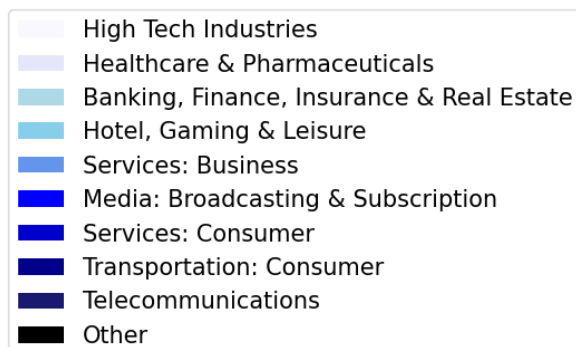 High Tech Industries
Healthcare & Pharmaceuticals
Banking, Finance, Insurance & Real Estate
Hotel, Gaming & Leisure
Services: Business
Media: Broadcasting & Subscription
Services: Consumer
Transportation: Consumer
Telecommunications
Other